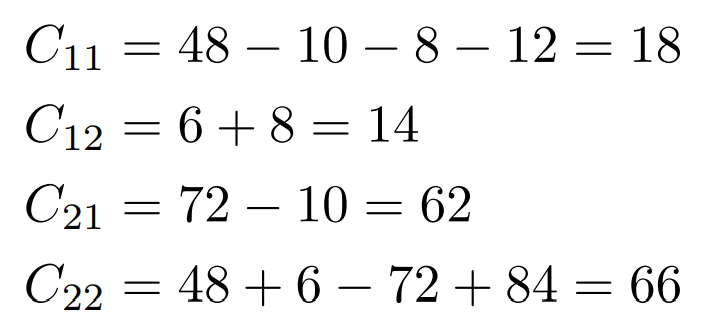 C₁₁ = 48 − 10 − 8 − 12 = 18
C₁₂ = 6 + 8 = 14
C₂₁ = 72 − 10 = 62
C₂₂ = 48 + 6 − 72 + 84 = 66